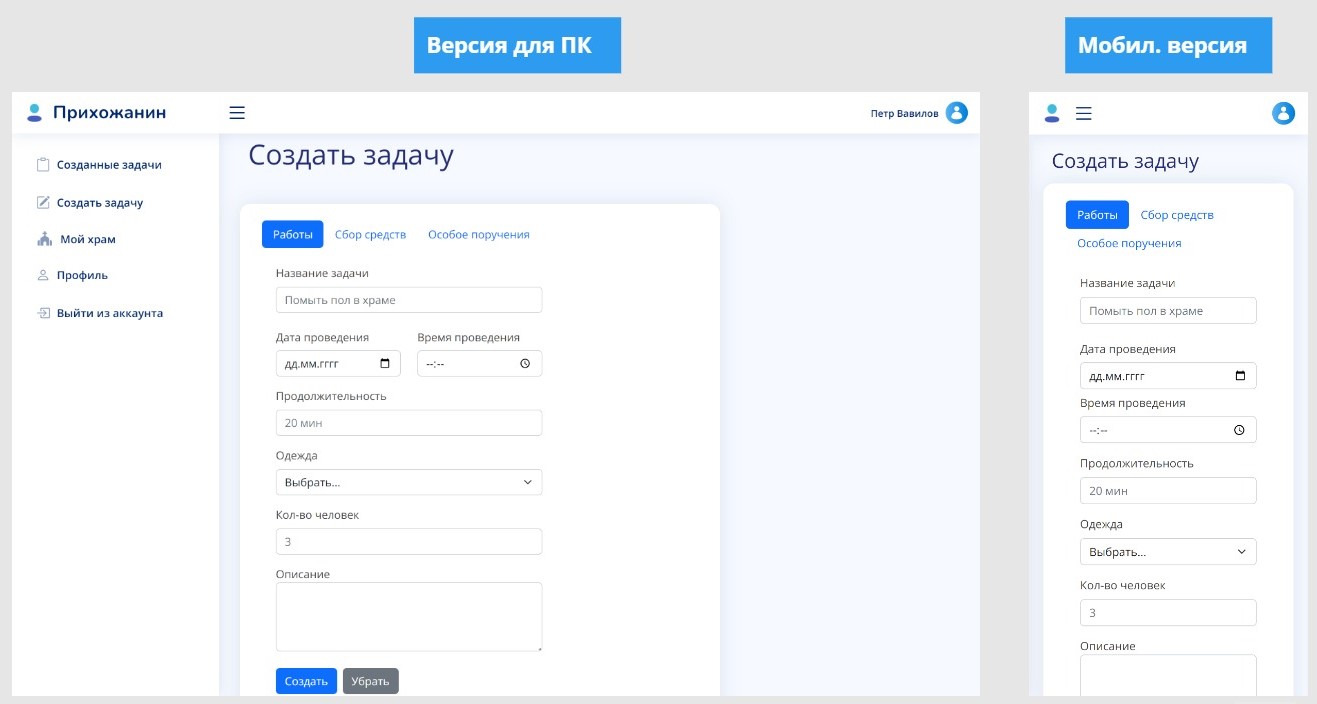 Версия для ПК
Прихожанин
Петр Вавилов
Созданные задачи
Создать задачу
Мой храм
Профиль
Выйти из аккаунта
Создать задачу
Работы Сбор средств Особое поручения
Название задачи
Помыть пол в храме
Дата проведения Время проведения
дд.мм.гггг --:--
Продолжительность
20 мин
Одежда
Выбрать...
Кол-во человек
3
Описание
Создать Убрать
Мобил. версия
Создать задачу
Работы Сбор средств
Особое поручения
Название задачи
Помыть пол в храме
Дата проведения
дд.мм.гггг
Время проведения
--:--
Продолжительность
20 мин
Одежда
Выбрать...
Кол-во человек
3
Описание